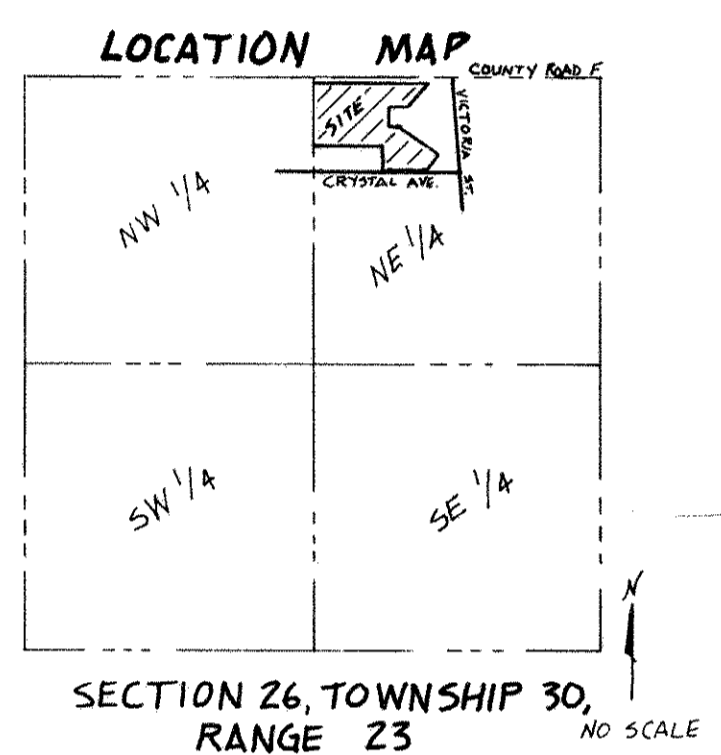 LOCATION MAP
COUNTY ROAD F
VICTORIA ST.
SITE
CRYSTAL AVE.
NW 1/4
NE 1/4
SW 1/4
SE 1/4
N
SECTION 26, TOWNSHIP 30,
RANGE 23
NO SCALE